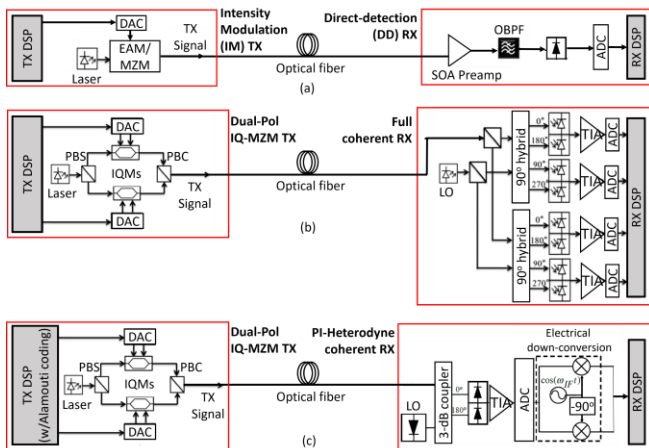 TX DSP
DAC
EAM/
MZM
Laser
TX
Signal
Intensity
Modulation
(IM) TX
Optical fiber
(a)
Direct-detection
(DD) RX
SOA Preamp
OBPF
ADC
RX DSP
TX DSP
DAC
PBS
PBC
IQMs
Laser
DAC
TX
Signal
Dual-Pol
IQ-MZM TX
Optical fiber
(b)
Full
coherent RX
LO
90° hybrid
0°
180°
90°
270°
TIA
ADC
TIA
ADC
90° hybrid
0°
180°
90°
270°
TIA
ADC
TIA
ADC
RX DSP
TX DSP
(w/Alamouti coding)
DAC
PBS
PBC
IQMs
Laser
DAC
TX
Signal
Dual-Pol
IQ-MZM TX
Optical fiber
(c)
PI-Heterodyne
coherent RX
LO
3-dB coupler
0°
180°
TIA
ADC
Electrical
down-conversion
cos(ωIFt)
-90°
RX DSP